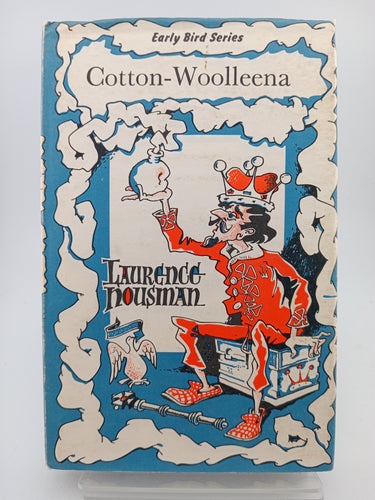 Early Bird Series
Cotton-Woolleena
Laurence
Housman